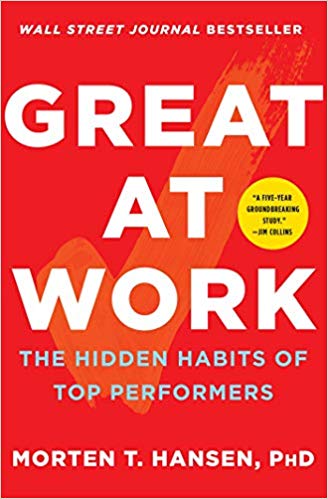 WALL STREET JOURNAL BESTSELLER
GREAT
AT
WORK
"A FIVE-YEAR
GROUNDBREAKING
STUDY."
—JIM COLLINS
THE HIDDEN HABITS OF
TOP PERFORMERS
MORTEN T. HANSEN, PHD